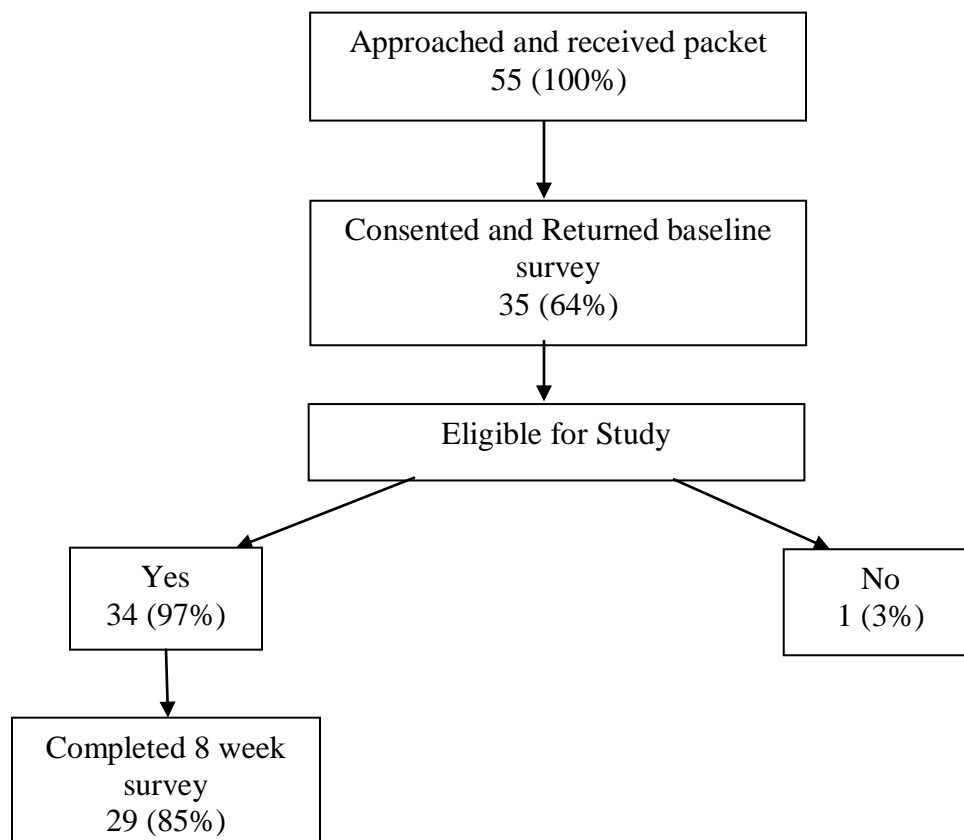 Approached and received packet
55 (100%)
Consented and Returned baseline
survey
35 (64%)
Eligible for Study
Yes
34 (97%)
No
1 (3%)
Completed 8 week
survey
29 (85%)